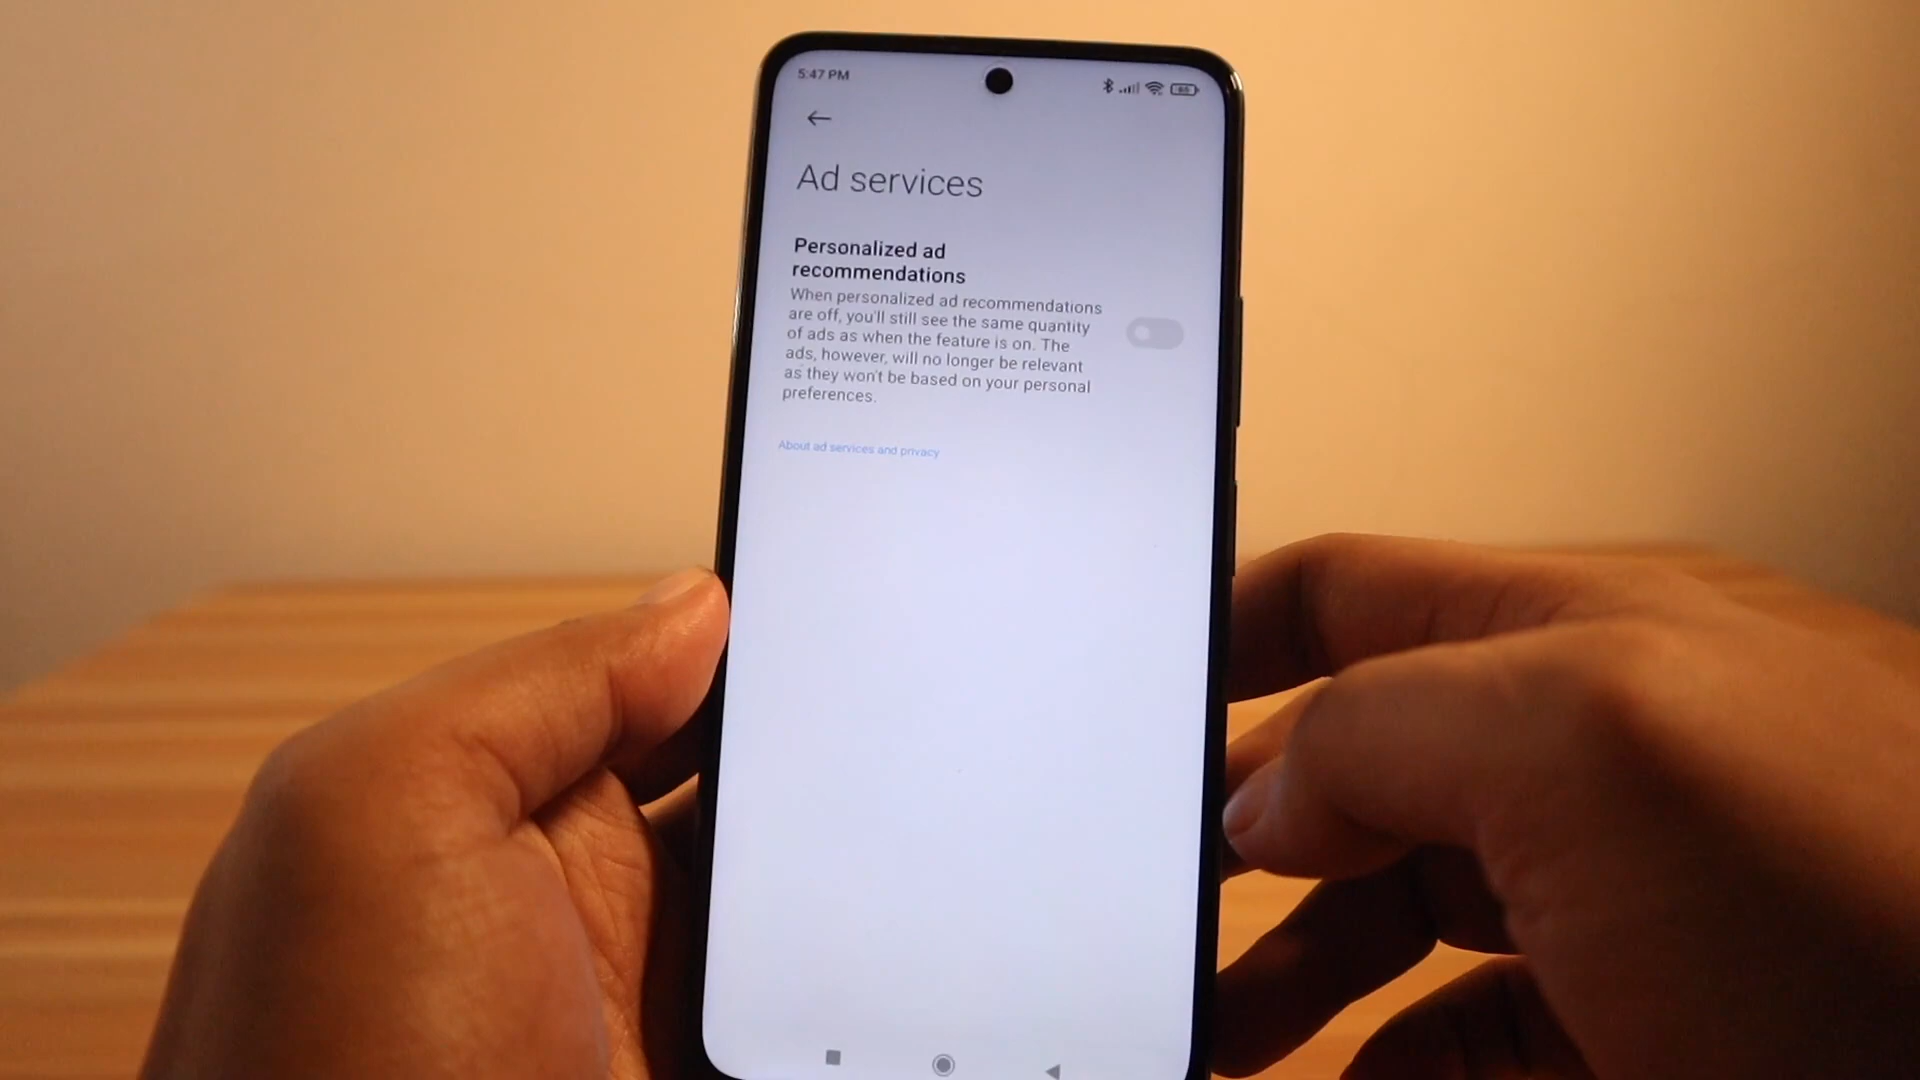 5:47 PM
Ad services
Personalized ad
recommendations
When personalized ad recommendations
are off, you'll still see the same quantity
of ads as when the feature is on. The
ads, however, will no longer be relevant
as they won't be based on your personal
preferences.
About ad services and privacy